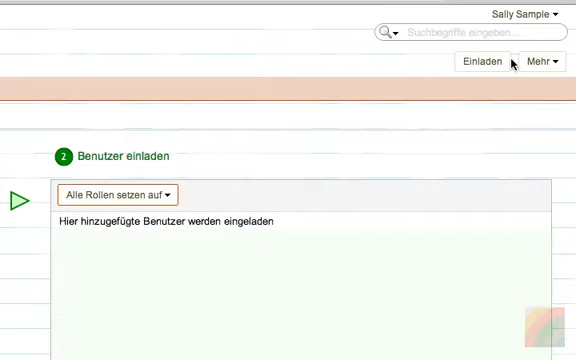 Sally Sample
Suchbegriffe eingeben...
Einladen
Mehr
2 Benutzer einladen
Alle Rollen setzen auf
Hier hinzugefügte Benutzer werden eingeladen